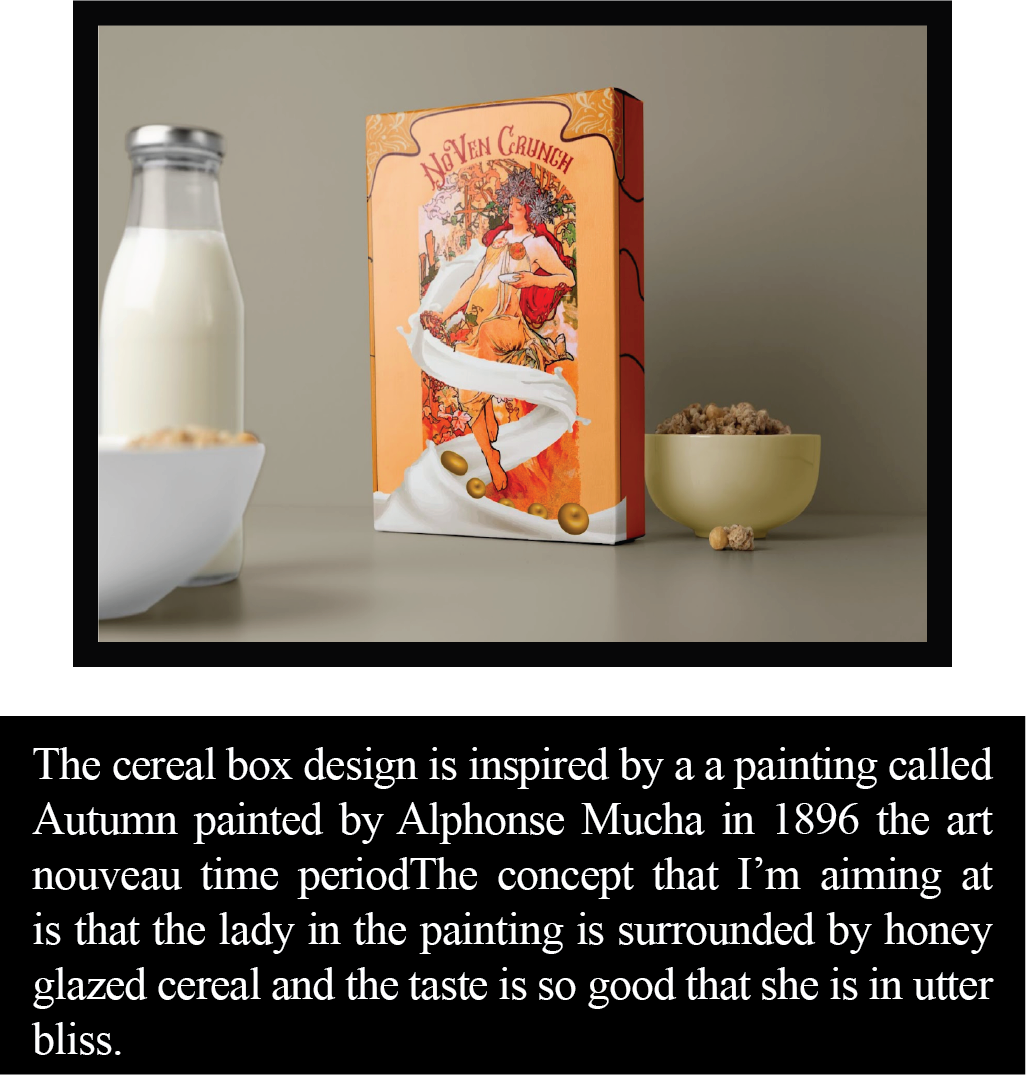 NoVen Crunch
The cereal box design is inspired by a a painting called
Autumn painted by Alphonse Mucha in 1896 the art
nouveau time periodThe concept that I’m aiming at
is that the lady in the painting is surrounded by honey
glazed cereal and the taste is so good that she is in utter
bliss.